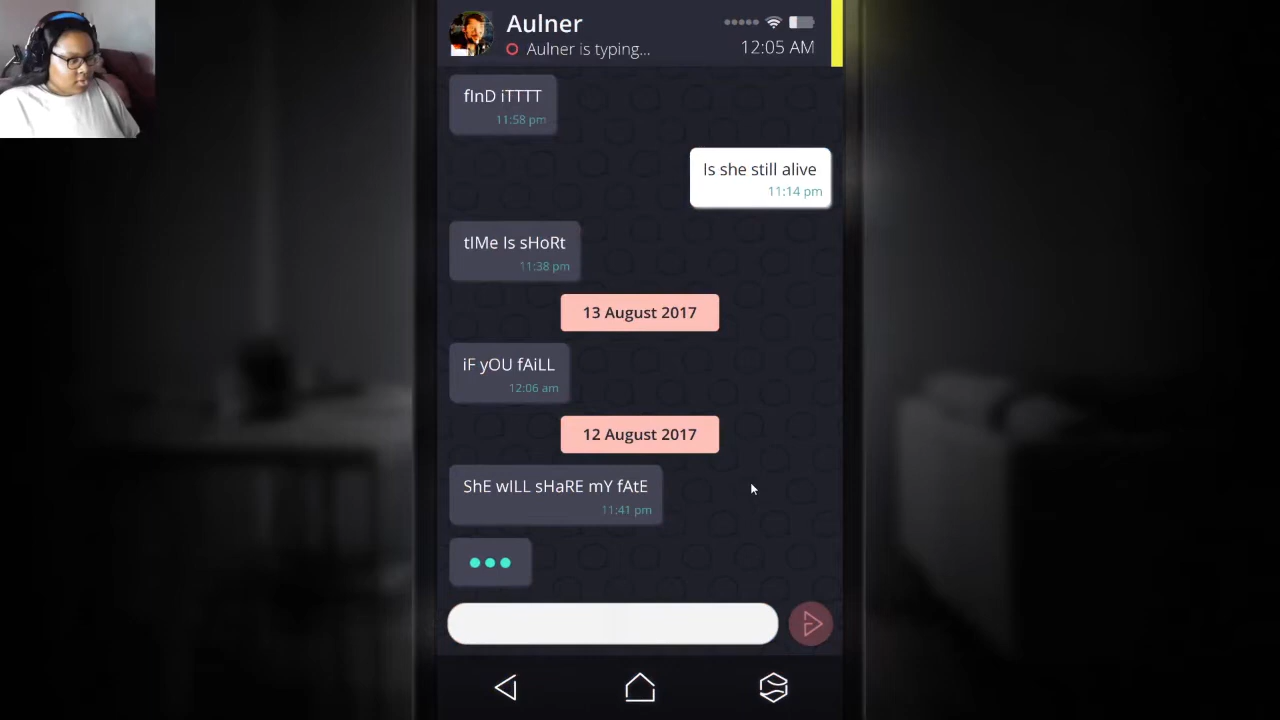 Aulner
Aulner is typing...
12:05 AM
fInD iTTTT
11:58 pm
Is she still alive
11:14 pm
tIMe Is sHoRt
11:38 pm
13 August 2017
iF yOU fAiLL
12:06 am
12 August 2017
ShE wILL sHaRE mY fAtE
11:41 pm